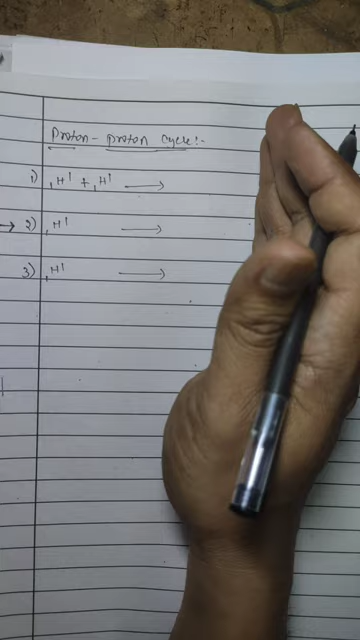 Proton - Proton Cycle :-
1) ₁H¹ + ₁H¹ ⟶
→ 2) ₁H¹ ⟶
3) ₁H¹ ⟶